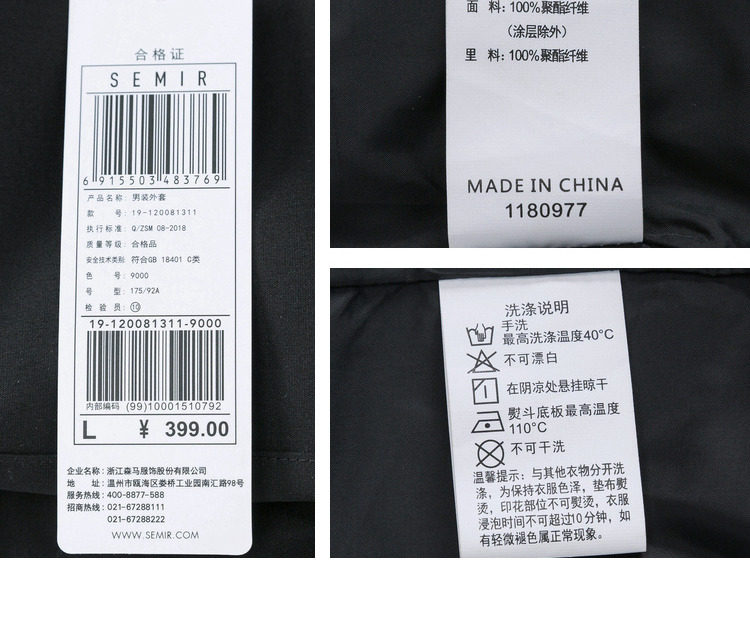 合格证
SEMIR
6 915503 483769
产品名称: 男装外套
款 号: 19-120081311
执行标准: Q/ZSM 08-2018
质量等级: 合格品
安全技术类别: 符合GB 18401 C类
色 号: 9000
号 型: 175/92A
检 验 员: ⑩
19-120081311-9000
内部编码 (99)10001510792
L ¥ 399.00
企业名称: 浙江森马服饰股份有限公司
地 址: 温州市瓯海区娄桥工业园南汇路98号
服务热线: 400-8877-588
招商热线: 021-67288111
021-67288222
WWW.SEMIR.COM
面 料: 100%聚酯纤维
(涂层除外)
里 料: 100%聚酯纤维
MADE IN CHINA
1180977
洗涤说明
手洗
最高洗涤温度40°C
不可漂白
在阴凉处悬挂晾干
熨斗底板最高温度
110°C
不可干洗
温馨提示: 与其他衣物分开洗
涤, 为保持衣服色泽, 垫布熨
烫, 印花部位不可熨烫, 衣服
浸泡时间不可超过10分钟, 如
有轻微褪色属正常现象。